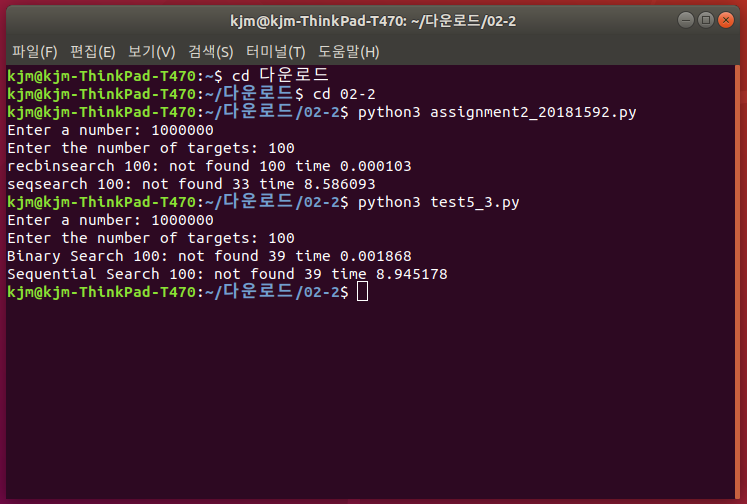 kjm@kjm-ThinkPad-T470: ~/다운로드/02-2
파일(F) 편집(E) 보기(V) 검색(S) 터미널(T) 도움말(H)
kjm@kjm-ThinkPad-T470:~$ cd 다운로드
kjm@kjm-ThinkPad-T470:~/다운로드$ cd 02-2
kjm@kjm-ThinkPad-T470:~/다운로드/02-2$ python3 assignment2_20181592.py
Enter a number: 1000000
Enter the number of targets: 100
recbinsearch 100: not found 100 time 0.000103
seqsearch 100: not found 33 time 8.586093
kjm@kjm-ThinkPad-T470:~/다운로드/02-2$ python3 test5_3.py
Enter a number: 1000000
Enter the number of targets: 100
Binary Search 100: not found 39 time 0.001868
Sequential Search 100: not found 39 time 8.945178
kjm@kjm-ThinkPad-T470:~/다운로드/02-2$